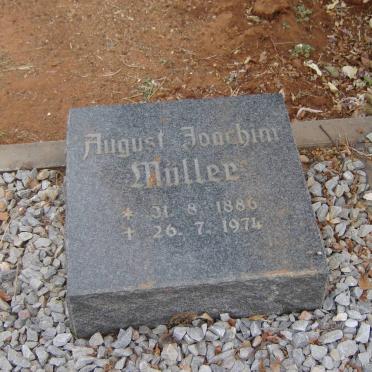 August Joachim
Müller
* 31. 8. 1886
+ 26. 7. 1974